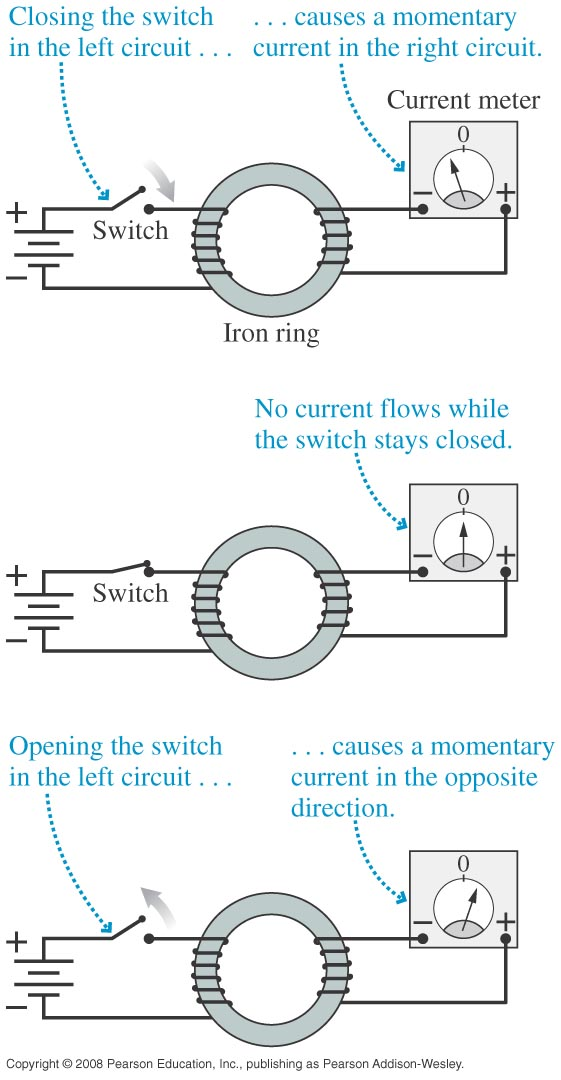 Closing the switch
in the left circuit . . .
. . . causes a momentary
current in the right circuit.
Current meter
0
− +
+
Switch
−
Iron ring
No current flows while
the switch stays closed.
0
− +
+
Switch
−
Opening the switch
in the left circuit . . .
. . . causes a momentary
current in the opposite
direction.
0
− +
+
−
Copyright © 2008 Pearson Education, Inc., publishing as Pearson Addison-Wesley.